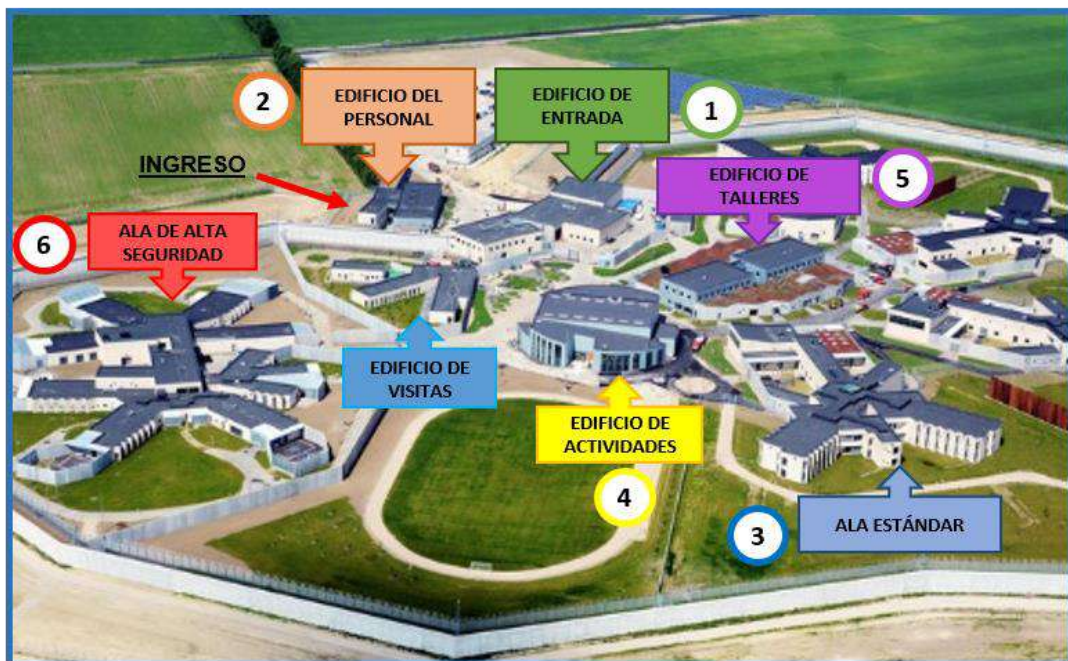 2
EDIFICIO DEL
PERSONAL
EDIFICIO DE
ENTRADA
1
INGRESO
EDIFICIO DE
TALLERES
5
6
ALA DE ALTA
SEGURIDAD
EDIFICIO DE
VISITAS
EDIFICIO DE
ACTIVIDADES
4
3
ALA ESTÁNDAR